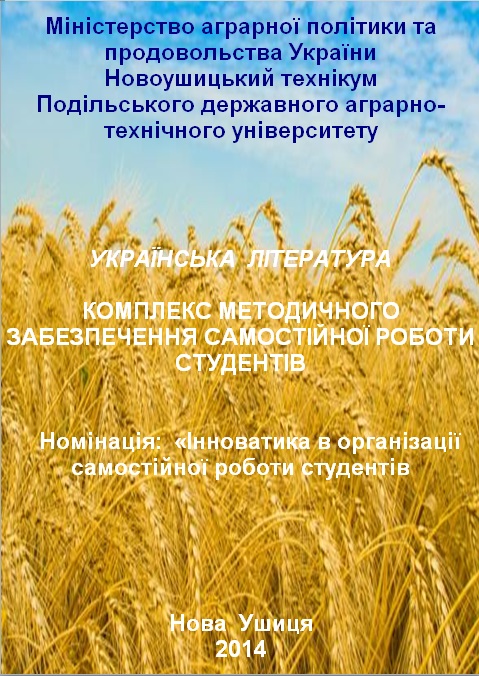 Міністерство аграрної політики та
продовольства України
Новоушицький технікум
Подільського державного аграрно-
технічного університету
УКРАЇНСЬКА ЛІТЕРАТУРА
КОМПЛЕКС МЕТОДИЧНОГО
ЗАБЕЗПЕЧЕННЯ САМОСТІЙНОЇ РОБОТИ
СТУДЕНТІВ
Номінація: «Інноватика в організації
самостійної роботи студентів
Нова Ушиця
2014